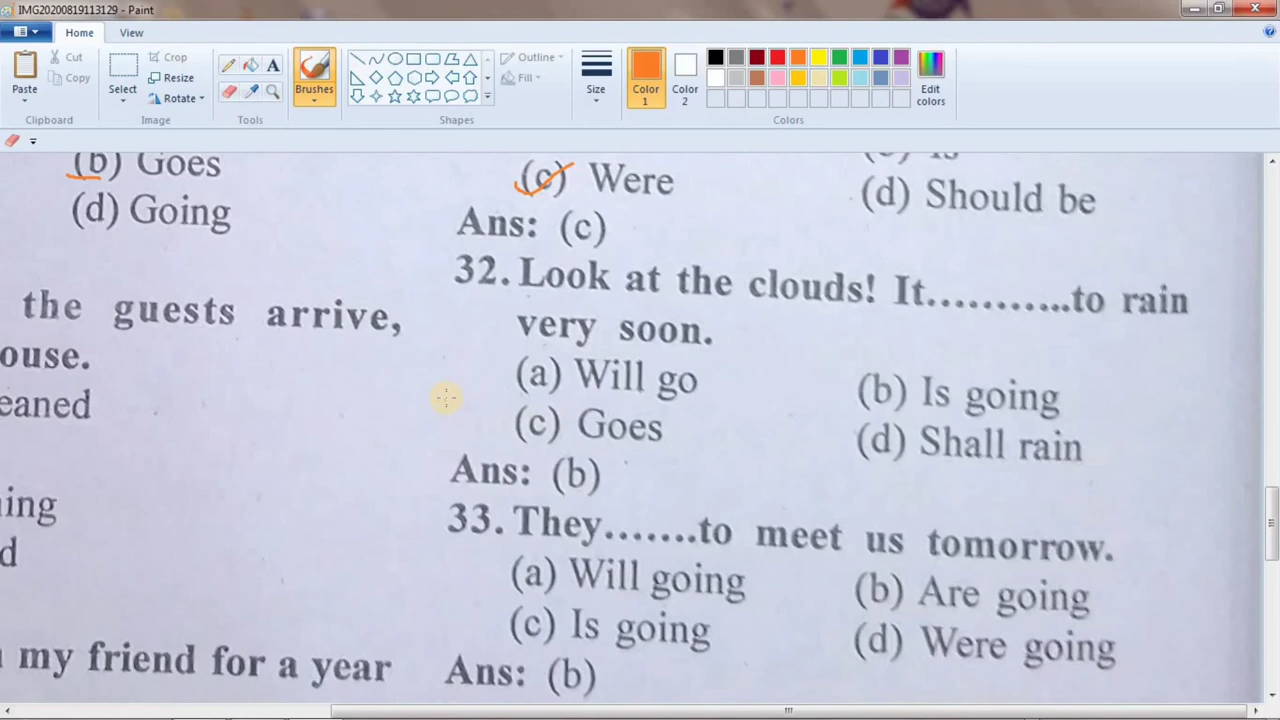 IMG20200819113129 - Paint
Home View
Paste
Cut
Copy
Clipboard
Select
Crop
Resize
Rotate
Image
A
Tools
Brushes
Outline
Fill
Shapes
Size
Color 1
Color 2
Edit colors
Colors
(b) Goes
(d) Going
the guests arrive,
ouse.
eaned
ing
d
my friend for a year
(c) Were
(d) Should be
Ans: (c)
32. Look at the clouds! It............to rain
very soon.
(a) Will go (b) Is going
(c) Goes (d) Shall rain
Ans: (b)
33. They.......to meet us tomorrow.
(a) Will going (b) Are going
(c) Is going (d) Were going
Ans: (b)